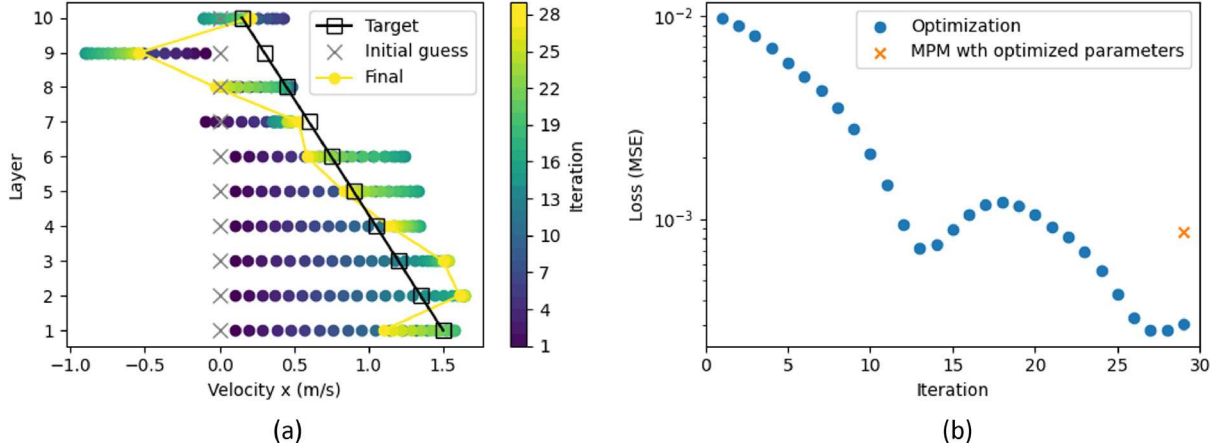 10
9
8
7
6
5
4
3
2
1
Layer
−1.0 −0.5 0.0 0.5 1.0 1.5
Velocity x (m/s)
Target
Initial guess
Final
28
25
22
19
16
13
10
7
4
1
Iteration
(a)
10⁻²
10⁻³
Loss (MSE)
0 5 10 15 20 25 30
Iteration
Optimization
MPM wth optimized parameters
(b)